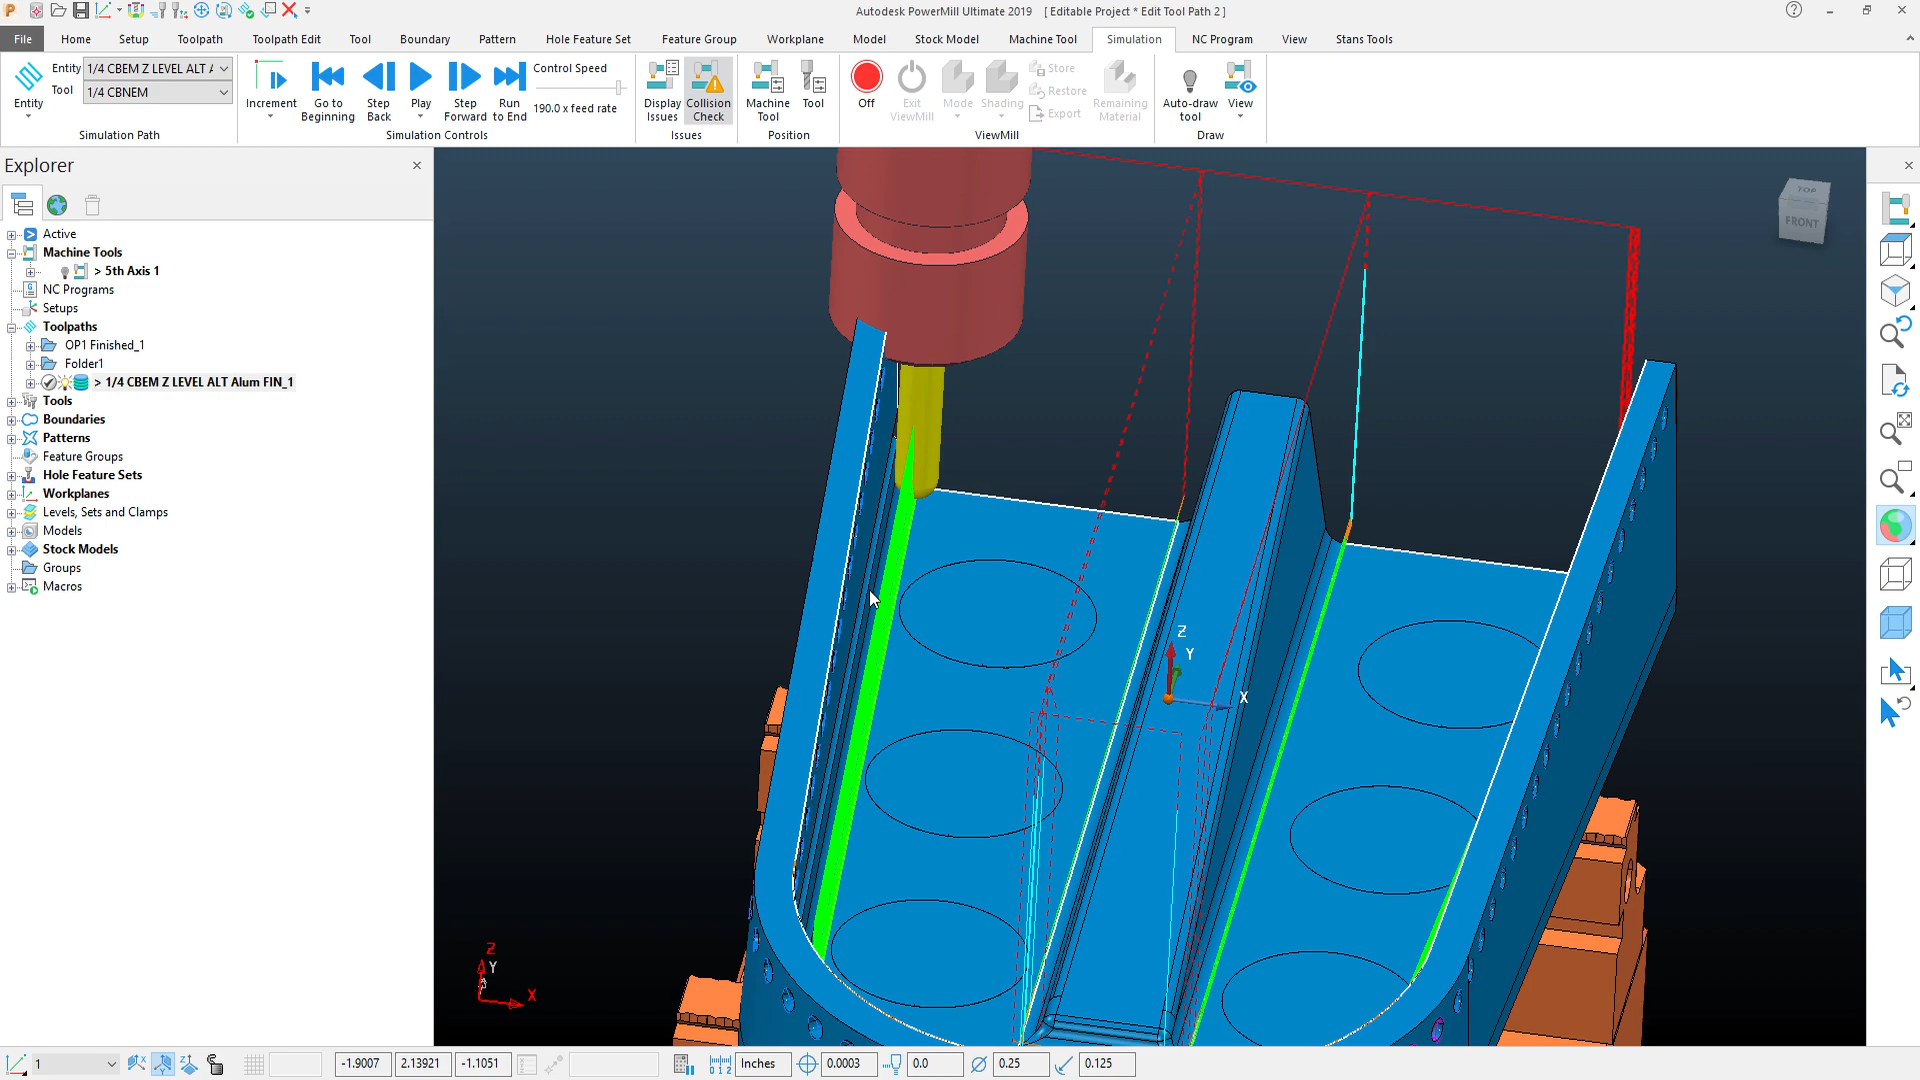 Autodesk PowerMill Ultimate 2019 [ Editable Project * Edit Tool Path 2 ]
File Home Setup Toolpath Toolpath Edit Tool Boundary Pattern Hole Feature Set Feature Group Workplane Model Stock Model Machine Tool Simulation NC Program View Stans Tools
Entity 1/4 CBEM Z LEVEL ALT A
Tool 1/4 CBNEM
Entity
Simulation Path
Increment
Go to Beginning
Step Back
Play
Step Forward
Run to End
Control Speed
190.0 x feed rate
Simulation Controls
Display Issues
Collision Check
Issues
Machine Tool
Tool
Position
Off
Exit ViewMill
Mode
Shading
Store
Restore
Export
Remaining Material
ViewMill
Auto-draw tool
View
Draw
Explorer
Active
Machine Tools
> 5th Axis 1
NC Programs
Setups
Toolpaths
OP1 Finished_1
Folder1
> 1/4 CBEM Z LEVEL ALT Alum FIN_1
Tools
Boundaries
Patterns
Feature Groups
Hole Feature Sets
Workplanes
Levels, Sets and Clamps
Models
Stock Models
Groups
Macros
TOP
FRONT
Z
Y
X
Z
Y
X
1 -1.9007 2.13921 -1.1051 Inches 0.0003 0.0 0.25 0.125